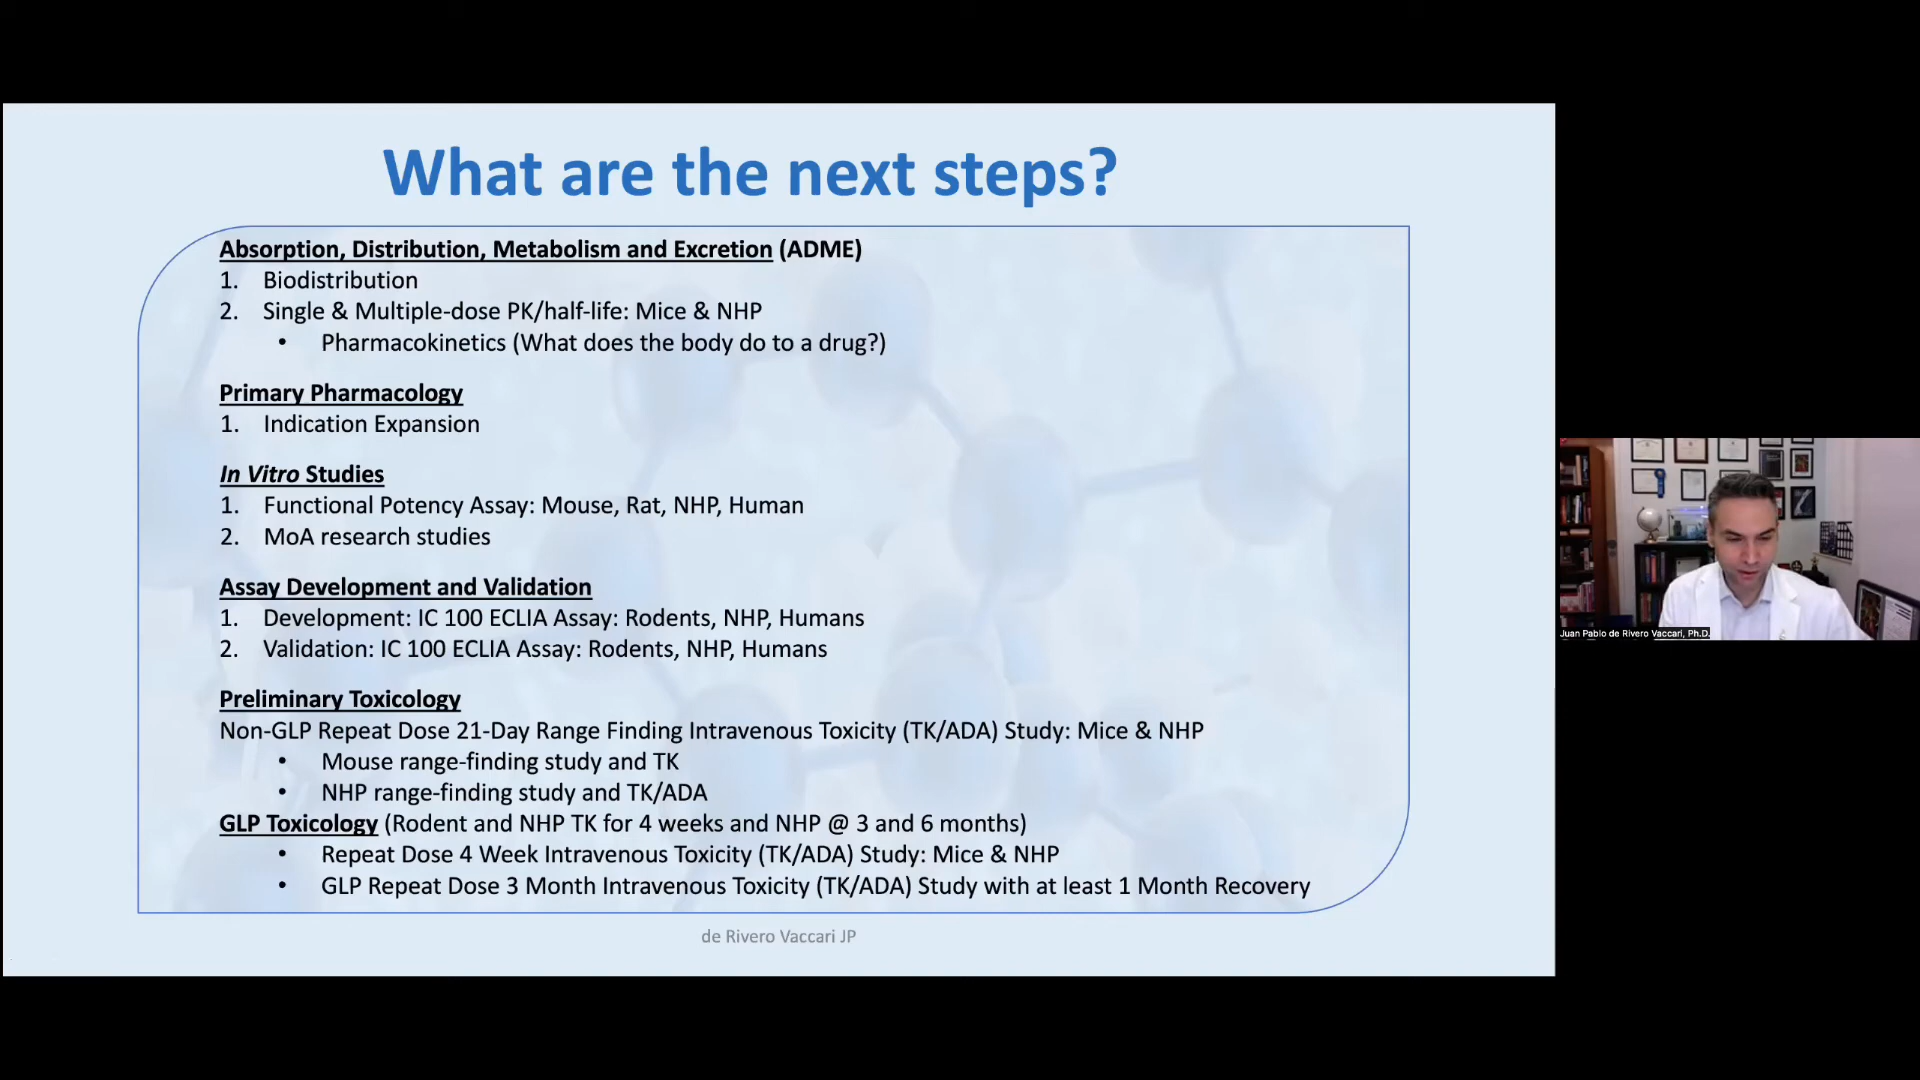 What are the next steps?
Absorption, Distribution, Metabolism and Excretion (ADME)
1. Biodistribution
2. Single & Multiple-dose PK/half-life: Mice & NHP
• Pharmacokinetics (What does the body do to a drug?)
Primary Pharmacology
1. Indication Expansion
In Vitro Studies
1. Functional Potency Assay: Mouse, Rat, NHP, Human
2. MoA research studies
Assay Development and Validation
1. Development: IC 100 ECLIA Assay: Rodents, NHP, Humans
2. Validation: IC 100 ECLIA Assay: Rodents, NHP, Humans
Preliminary Toxicology
Non-GLP Repeat Dose 21-Day Range Finding Intravenous Toxicity (TK/ADA) Study: Mice & NHP
• Mouse range-finding study and TK
• NHP range-finding study and TK/ADA
GLP Toxicology (Rodent and NHP TK for 4 weeks and NHP @ 3 and 6 months)
• Repeat Dose 4 Week Intravenous Toxicity (TK/ADA) Study: Mice & NHP
• GLP Repeat Dose 3 Month Intravenous Toxicity (TK/ADA) Study with at least 1 Month Recovery
de Rivero Vaccari JP
Juan Pablo de Rivero Vaccari, Ph.D.